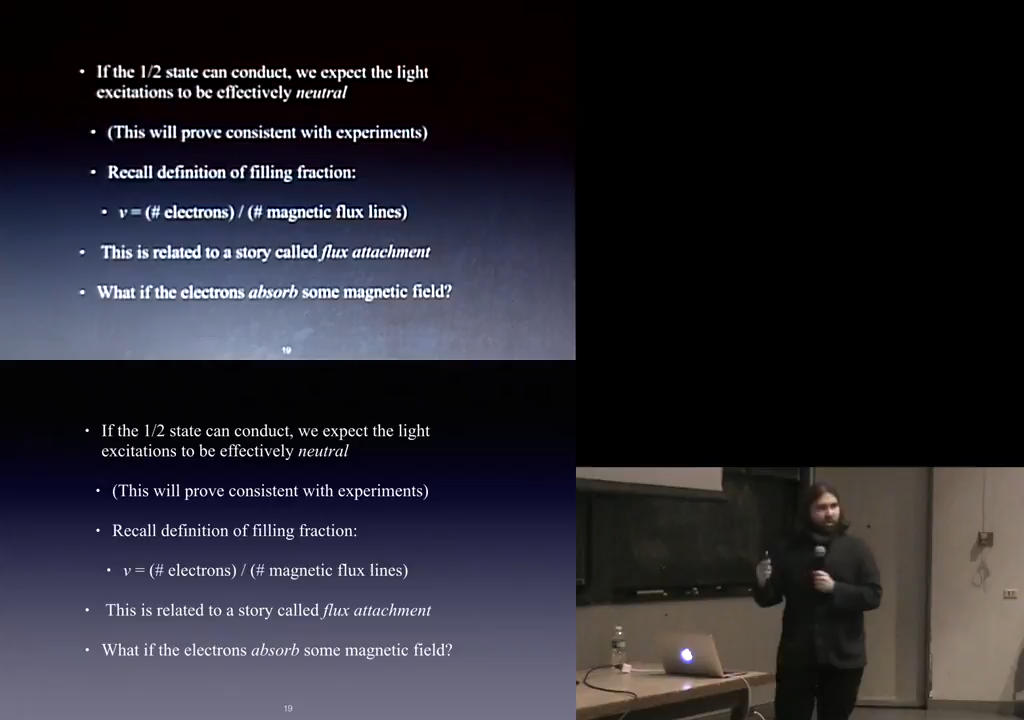 • If the 1/2 state can conduct, we expect the light
excitations to be effectively neutral
• (This will prove consistent with experiments)
• Recall definition of filling fraction:
• ν = (# electrons) / (# magnetic flux lines)
• This is related to a story called flux attachment
• What if the electrons absorb some magnetic field?
19
• If the 1/2 state can conduct, we expect the light
excitations to be effectively neutral
• (This will prove consistent with experiments)
• Recall definition of filling fraction:
• ν = (# electrons) / (# magnetic flux lines)
• This is related to a story called flux attachment
• What if the electrons absorb some magnetic field?
19